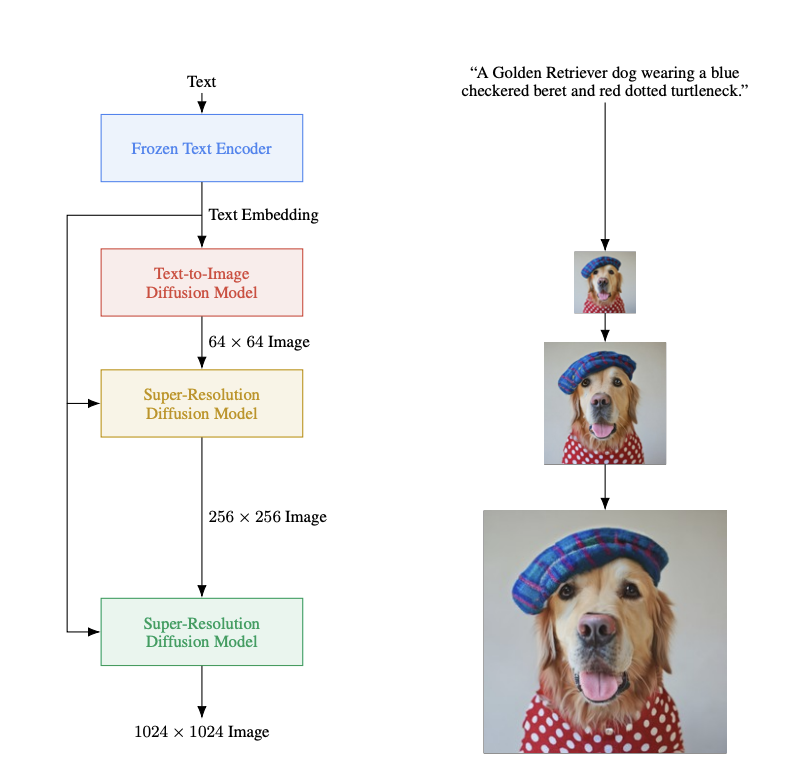 Text
Frozen Text Encoder
Text Embedding
Text-to-Image
Diffusion Model
64 × 64 Image
Super-Resolution
Diffusion Model
256 × 256 Image
Super-Resolution
Diffusion Model
1024 × 1024 Image
“A Golden Retriever dog wearing a blue
checkered beret and red dotted turtleneck.”